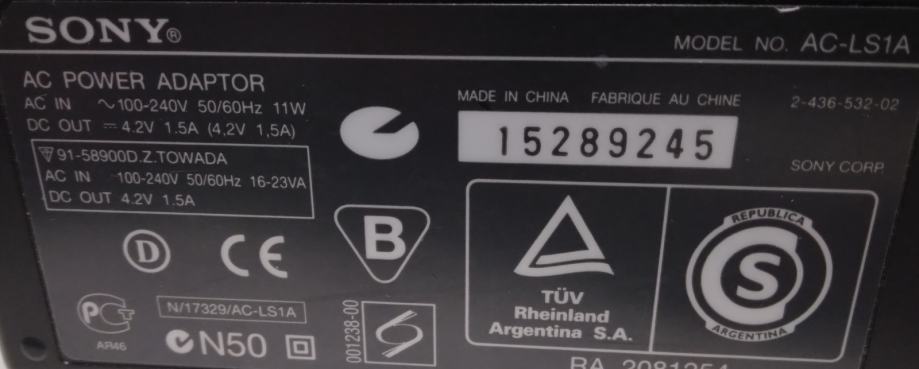 SONY®
MODEL NO. AC-LS1A
AC POWER ADAPTOR
AC IN ∼100-240V 50/60Hz 11W
DC OUT ⎓ 4.2V 1.5A (4,2V 1,5A)
MADE IN CHINA FABRIQUE AU CHINE
2-436-532-02
15289245
SONY CORP.
91-58900D.Z.TOWADA
AC IN 100-240V 50/60Hz 16-23VA
DC OUT 4.2V 1.5A
D
CE
B
TÜV
Rheinland
Argentina S.A.
REPUBLICA
S
ARGENTINA
AR46
N/17329/AC-LS1A
N50
001238-00